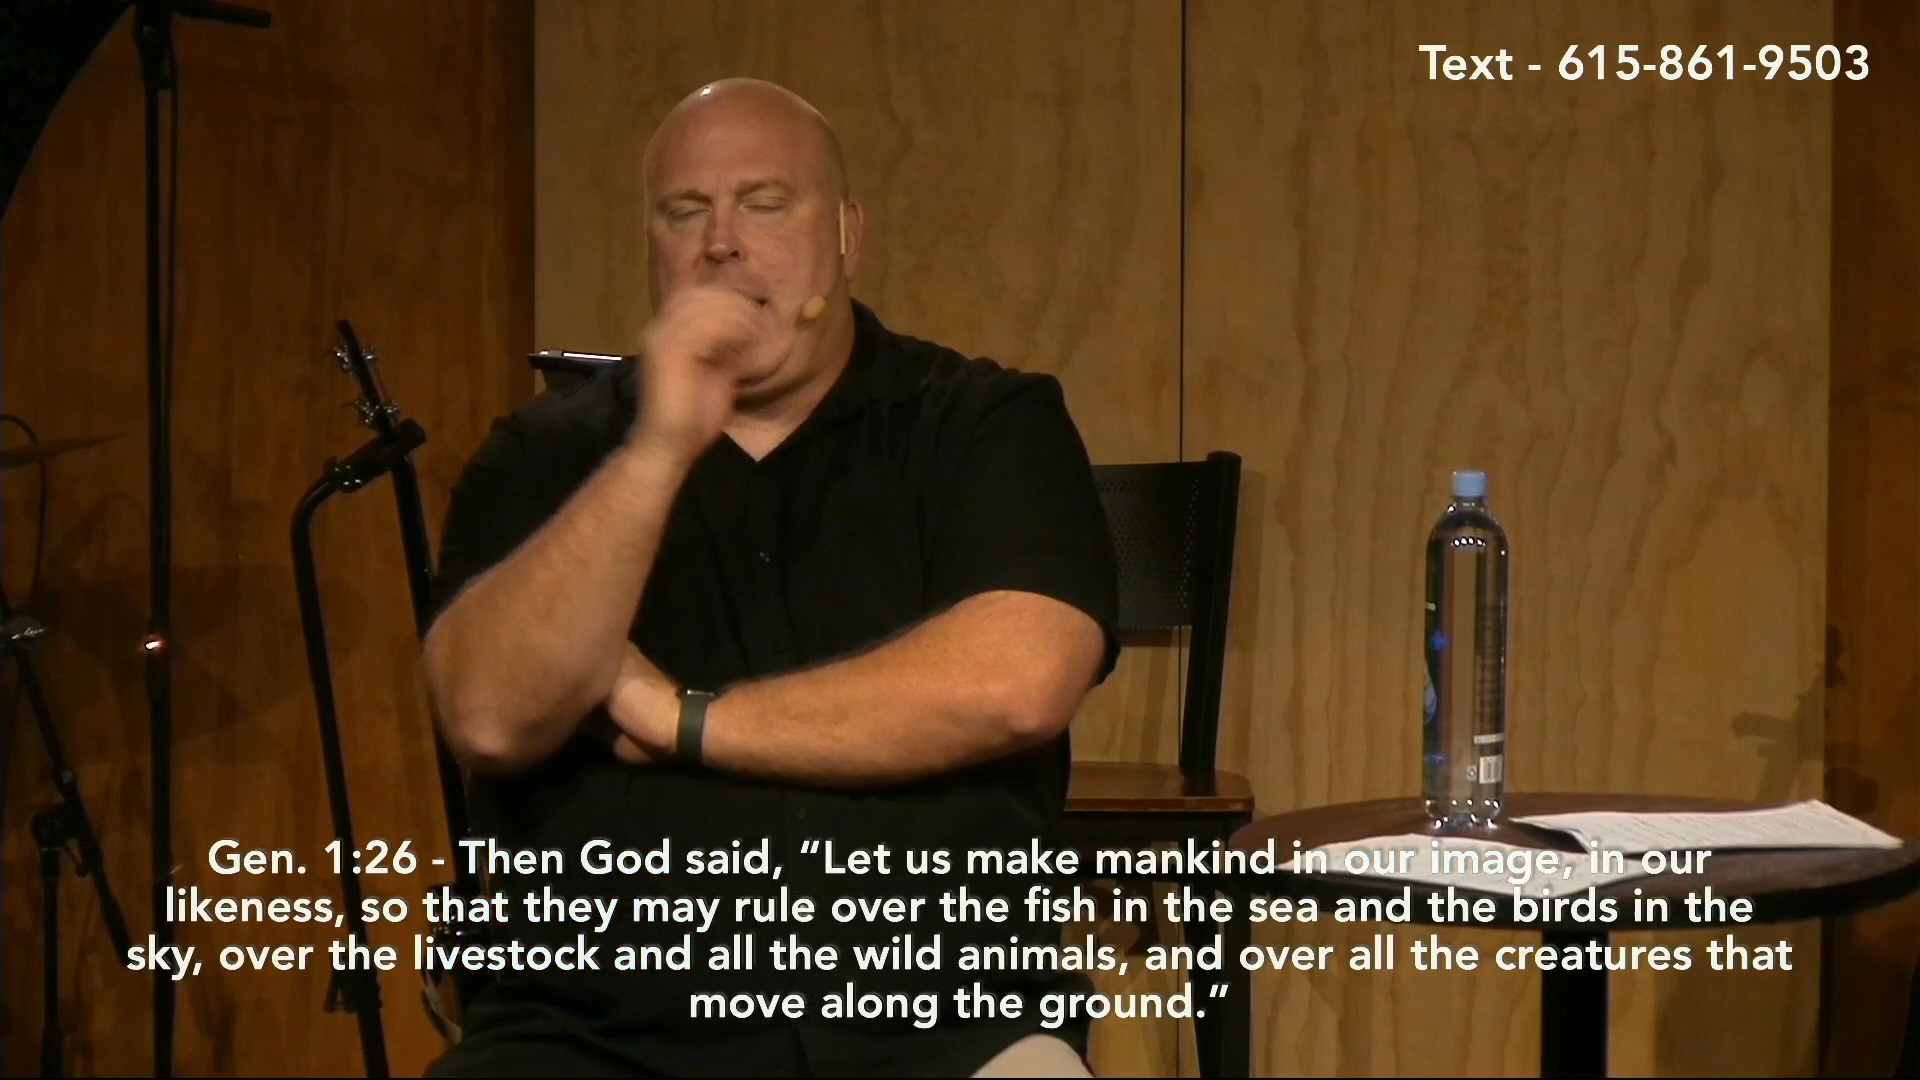 Text - 615-861-9503
Gen. 1:26 - Then God said, “Let us make mankind in our image, in our
likeness, so that they may rule over the fish in the sea and the birds in the
sky, over the livestock and all the wild animals, and over all the creatures that
move along the ground.”